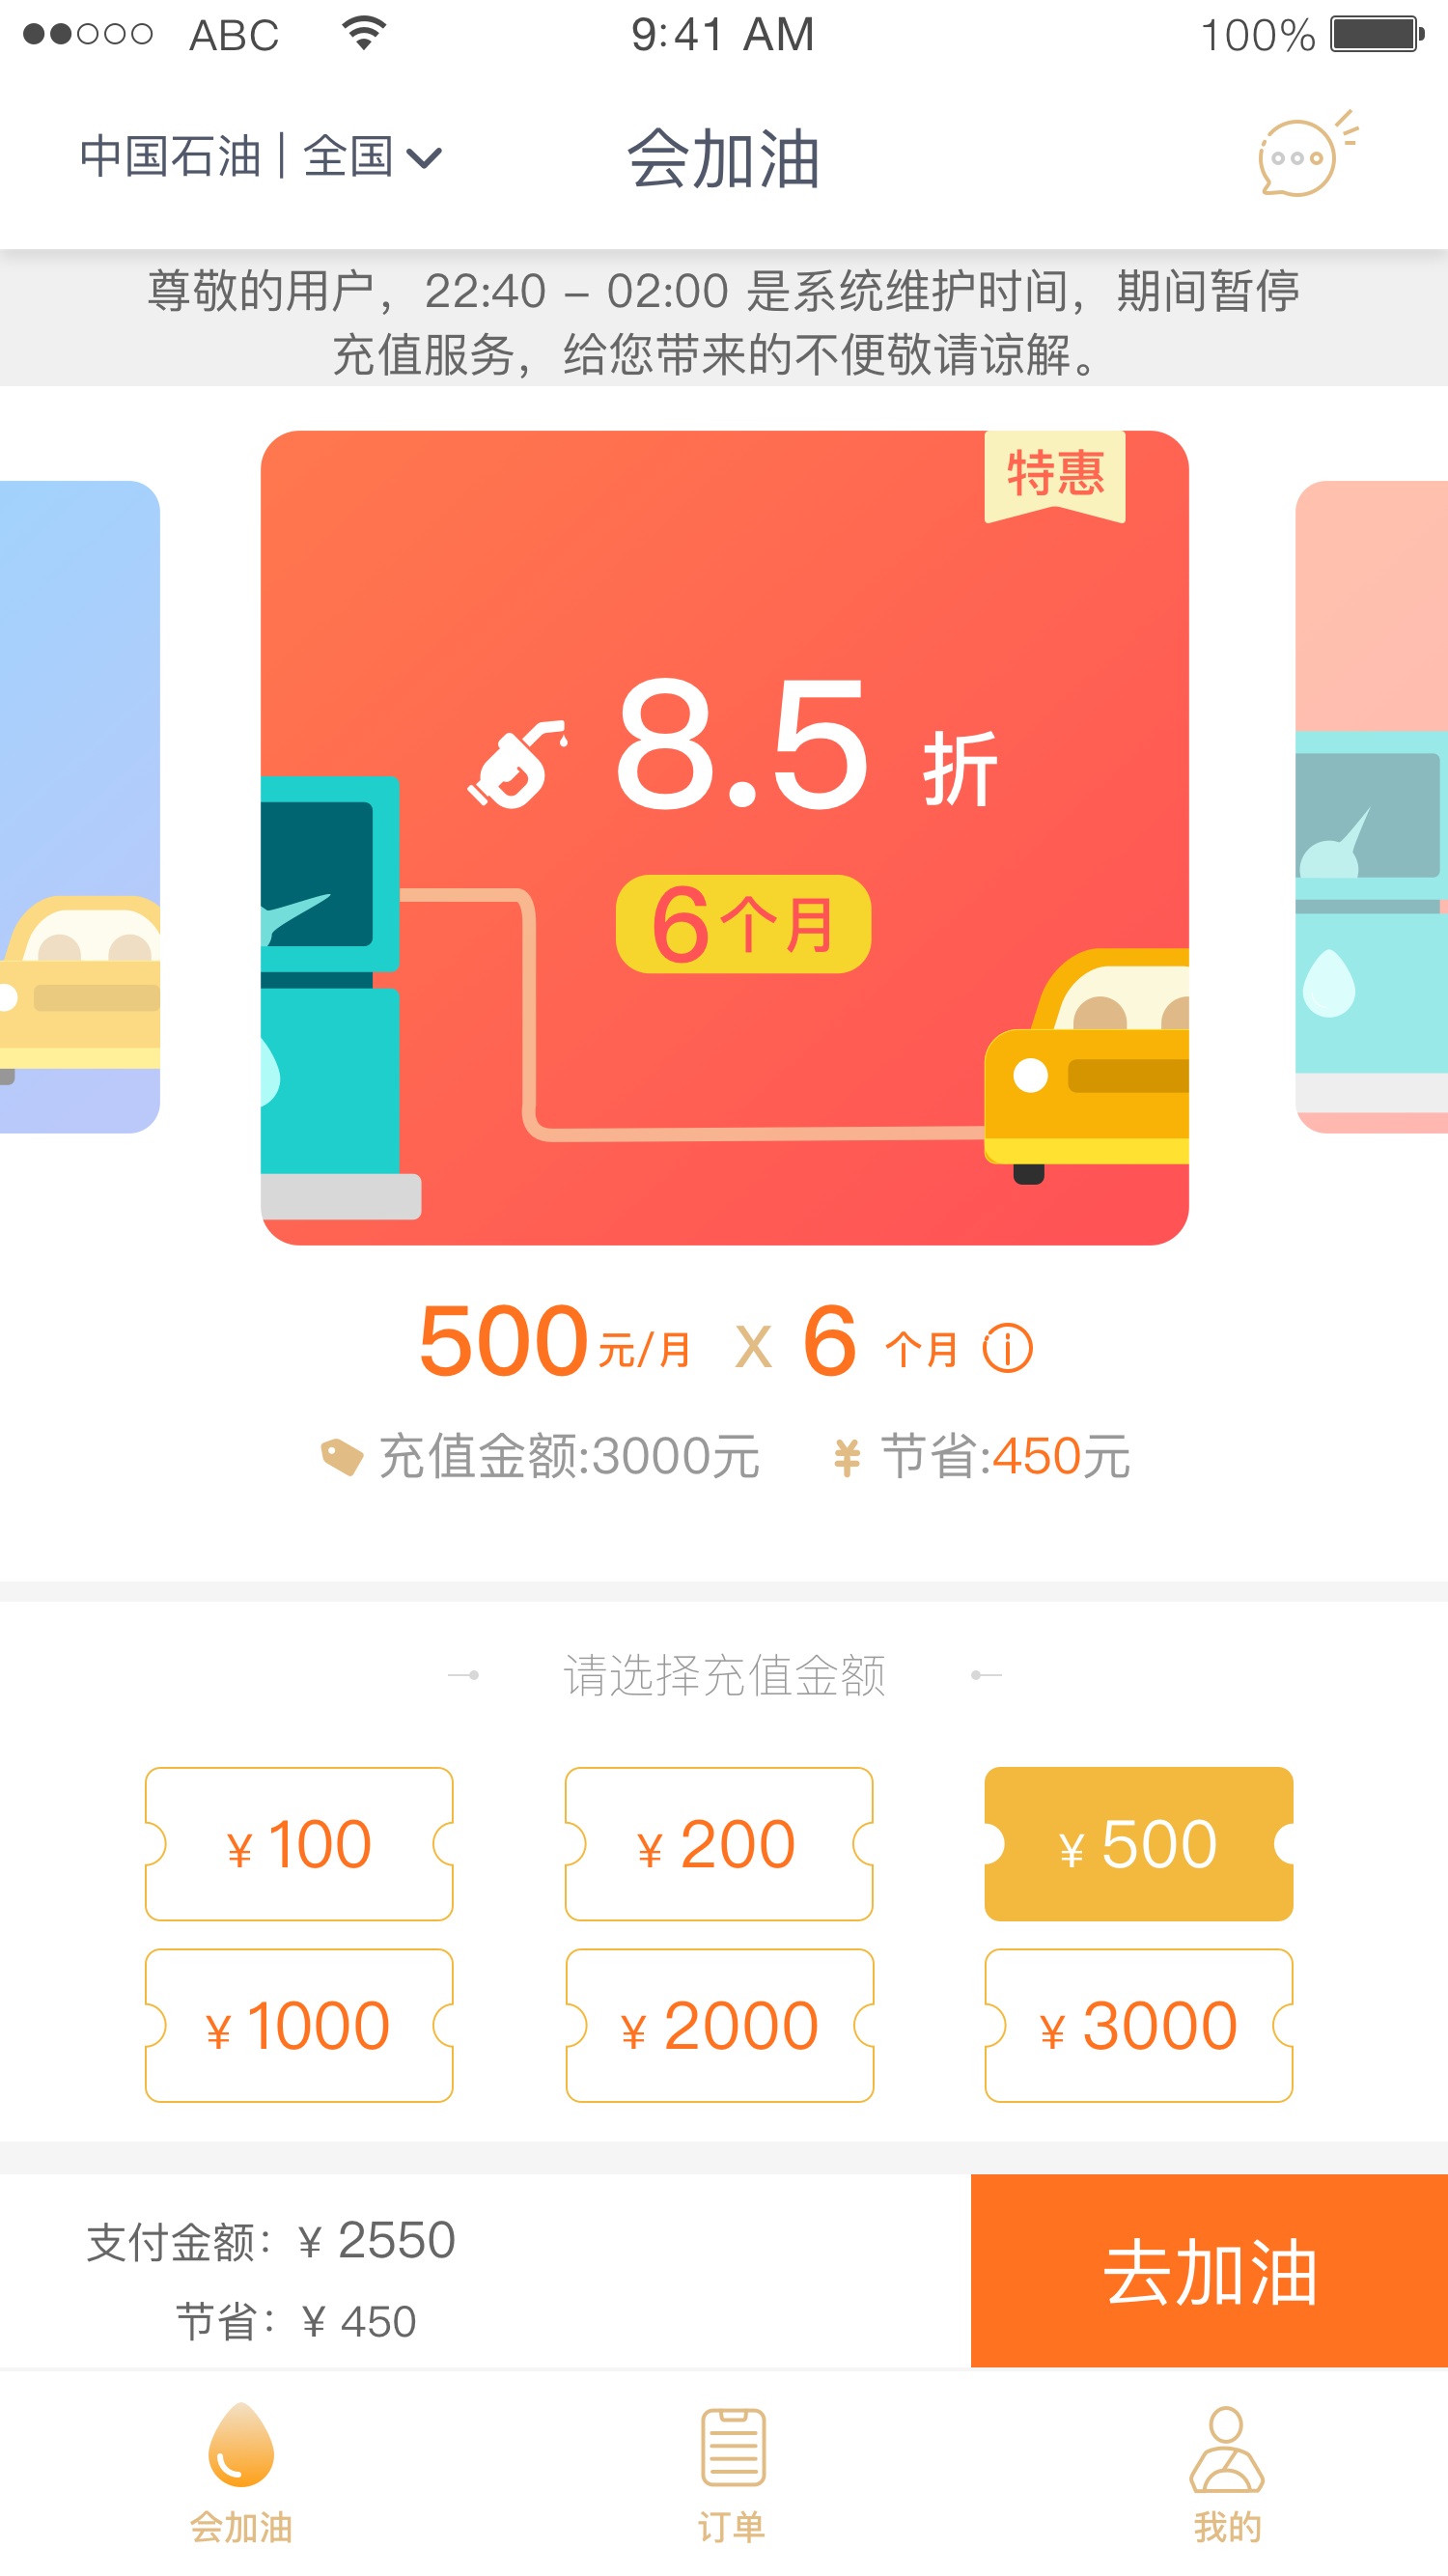 ABC 9:41 AM 100%
中国石油 | 全国 会加油
尊敬的用户，22:40 – 02:00 是系统维护时间，期间暂停
充值服务，给您带来的不便敬请谅解。
特惠
8.5 折
6个月
500元/月 x 6 个月
充值金额:3000元 ¥ 节省:450元
请选择充值金额
¥ 100 ¥ 200 ¥ 500
¥ 1000 ¥ 2000 ¥ 3000
支付金额：¥ 2550
节省：¥ 450
去加油
会加油 订单 我的